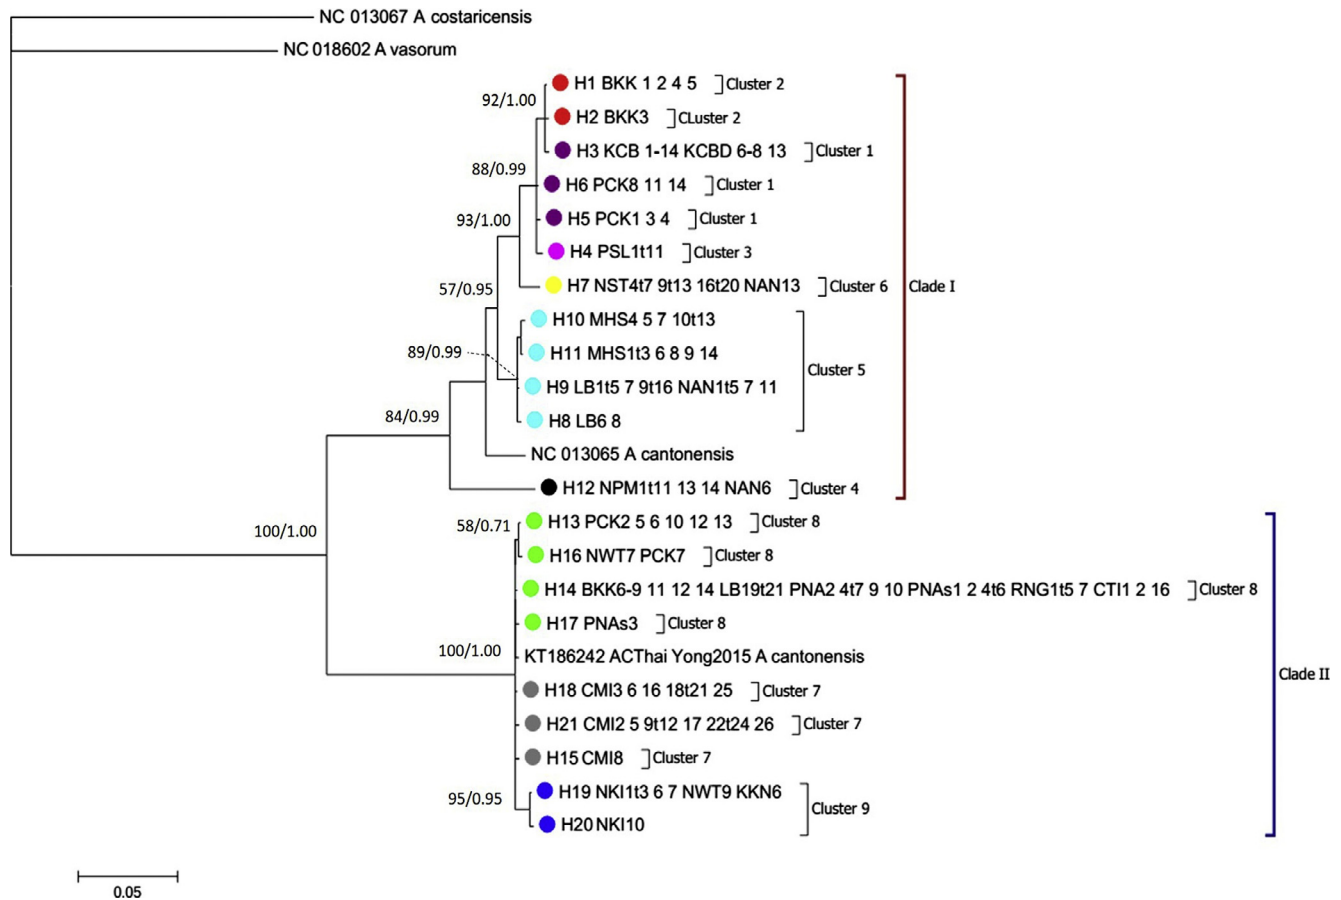 NC 013067 A costaricensis
NC 018602 A vasorum
H1 BKK 1 2 4 5 Cluster 2
92/1.00
H2 BKK3 CLuster 2
H3 KCB 1-14 KCBD 6-8 13 Cluster 1
88/0.99
H6 PCK8 11 14 Cluster 1
93/1.00
H5 PCK1 3 4 Cluster 1
H4 PSL1t11 Cluster 3
H7 NST4t7 9t13 16t20 NAN13 Cluster 6
Clade I
57/0.95
H10 MHS4 5 7 10t13
89/0.99
H11 MHS1t3 6 8 9 14
Cluster 5
H9 LB1t5 7 9t16 NAN1t5 7 11
84/0.99
H8 LB6 8
NC 013065 A cantonensis
H12 NPM1t11 13 14 NAN6 Cluster 4
100/1.00
58/0.71
H13 PCK2 5 6 10 12 13 Cluster 8
H16 NWT7 PCK7 Cluster 8
H14 BKK6-9 11 12 14 LB19t21 PNA2 4t7 9 10 PNAs1 2 4t6 RNG1t5 7 CTI1 2 16 Cluster 8
H17 PNAs3 Cluster 8
100/1.00
KT186242 ACThai Yong2015 A cantonensis
Clade II
H18 CMI3 6 16 18t21 25 Cluster 7
H21 CMI2 5 9t12 17 22t24 26 Cluster 7
H15 CMI8 Cluster 7
95/0.95
H19 NKI1t3 6 7 NWT9 KKN6
Cluster 9
H20 NKI10
0.05